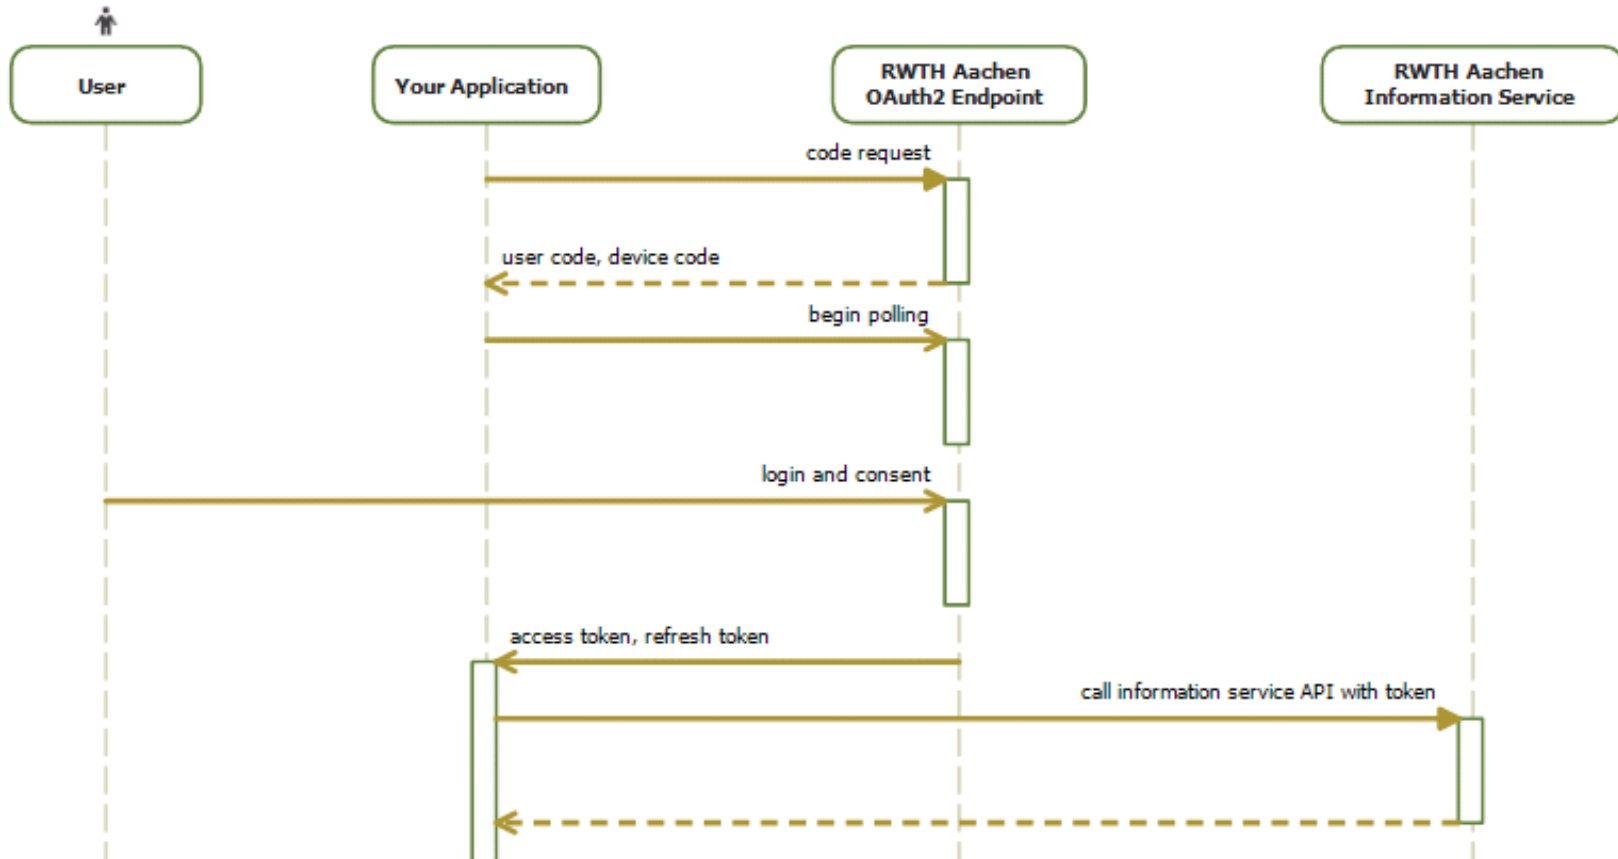 User
Your Application
RWTH Aachen
OAuth2 Endpoint
RWTH Aachen
Information Service
code request
user code, device code
begin polling
login and consent
access token, refresh token
call information service API with token